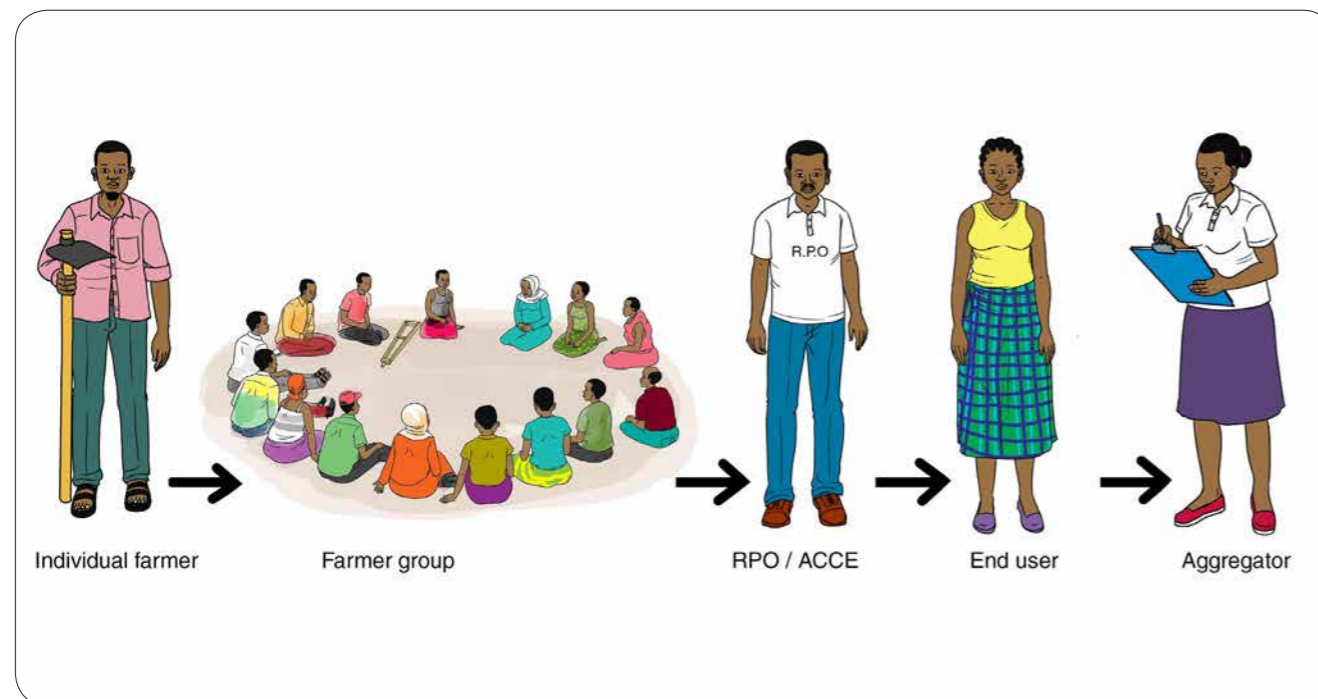 R.P.O
Individual farmer
Farmer group
RPO / ACCE
End user
Aggregator